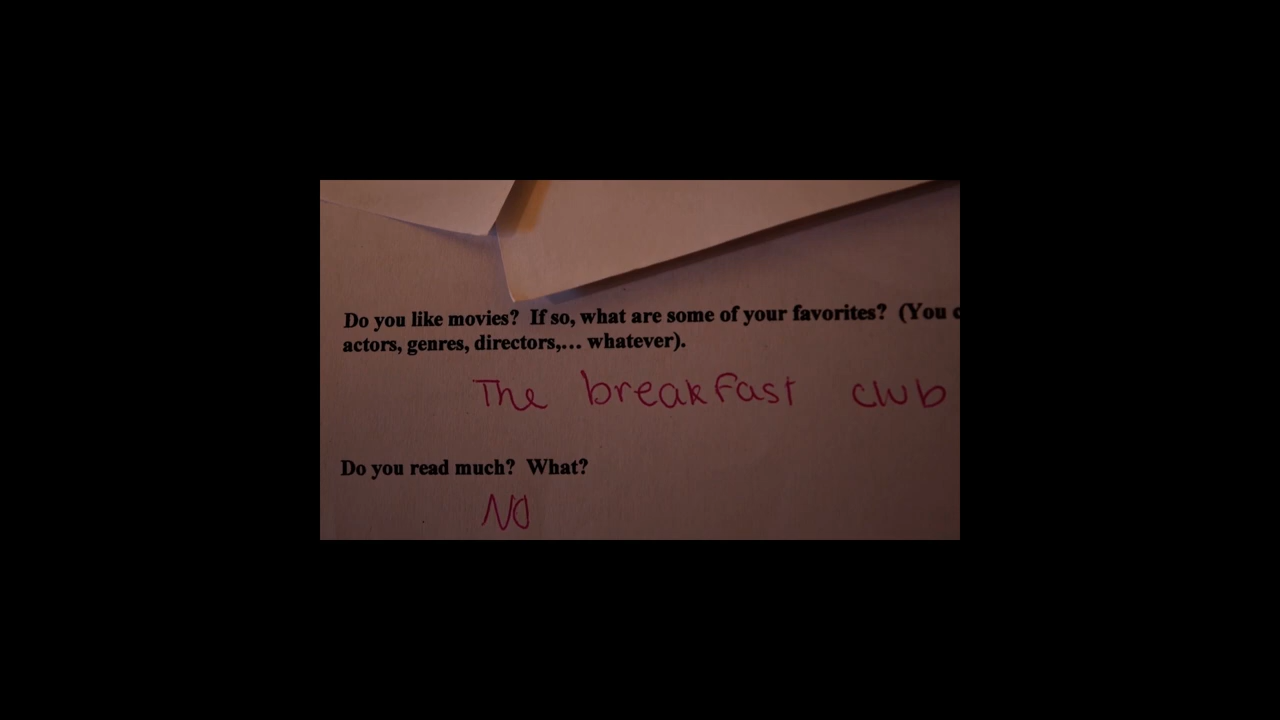 Do you like movies? If so, what are some of your favorites? (You
actors, genres, directors,... whatever).
The breakfast club
Do you read much? What?
NO